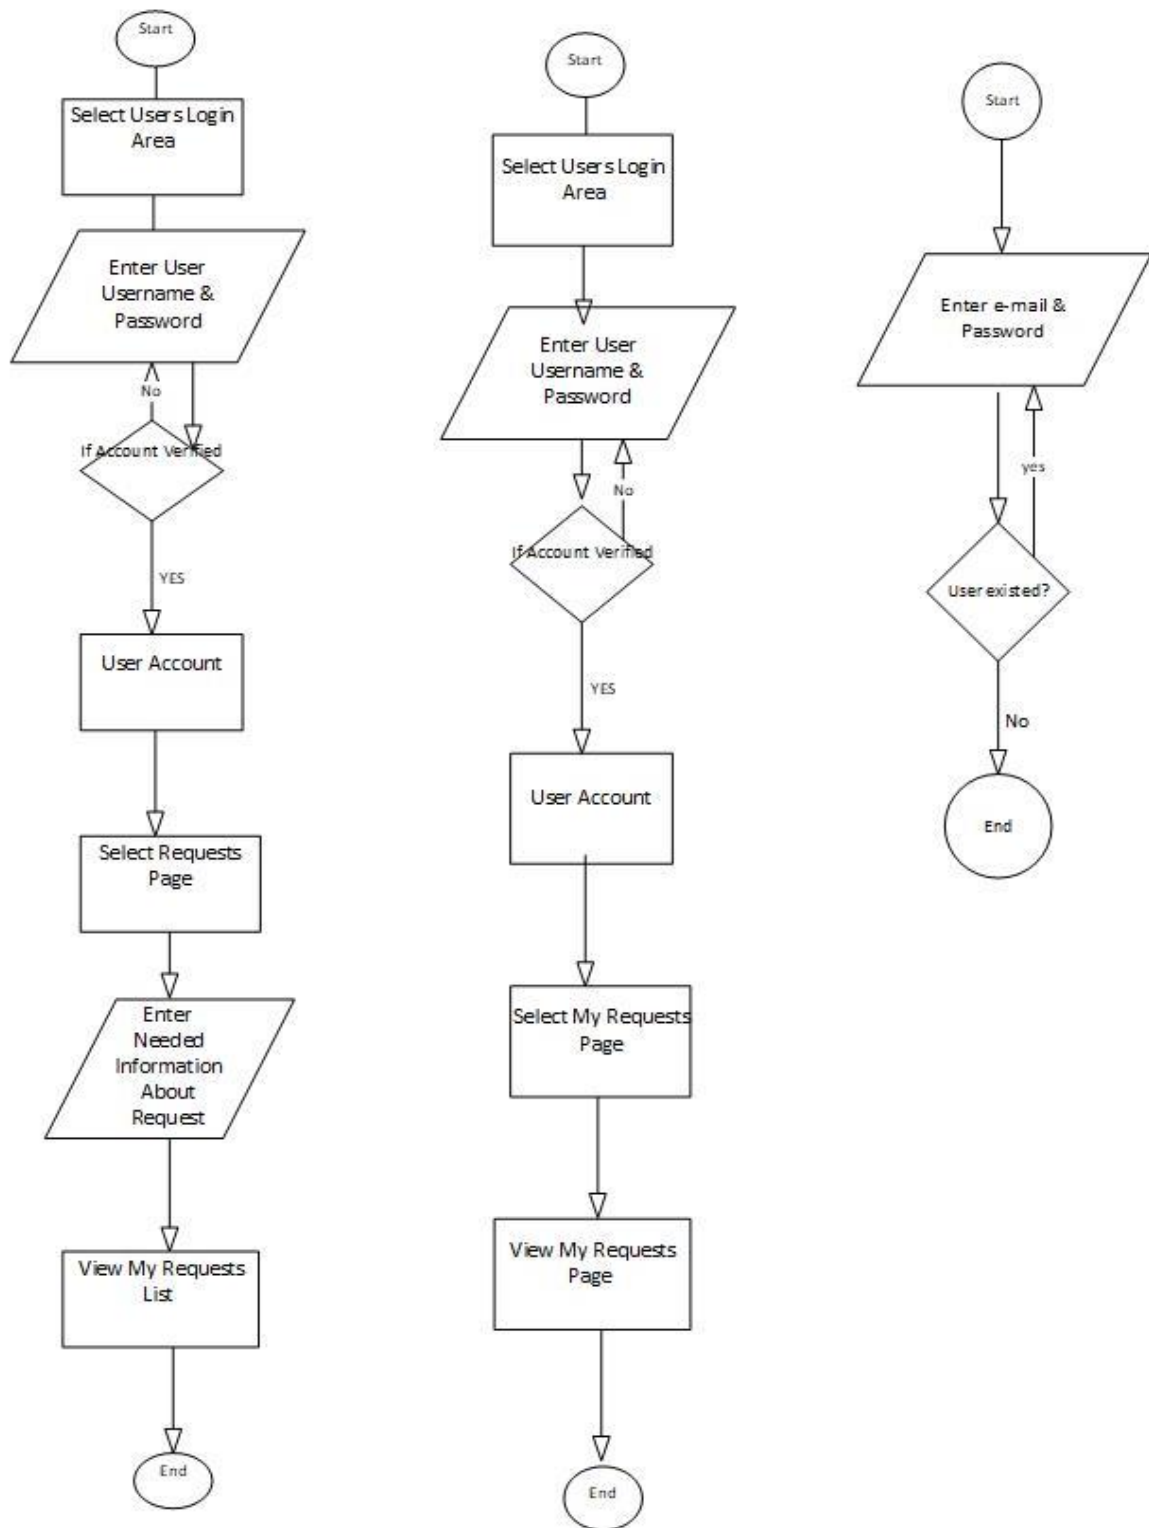 Start
Select Users Login
Area
Enter User
Username &
Password
No
If Account Verified
YES
User Account
Select Requests
Page
Enter
Needed
Information
About
Request
View My Requests
List
End
Start
Select Users Login
Area
Enter User
Username &
Password
No
If Account Verified
YES
User Account
Select My Requests
Page
View My Requests
Page
End
Start
Enter e-mail &
Password
yes
User existed?
No
End